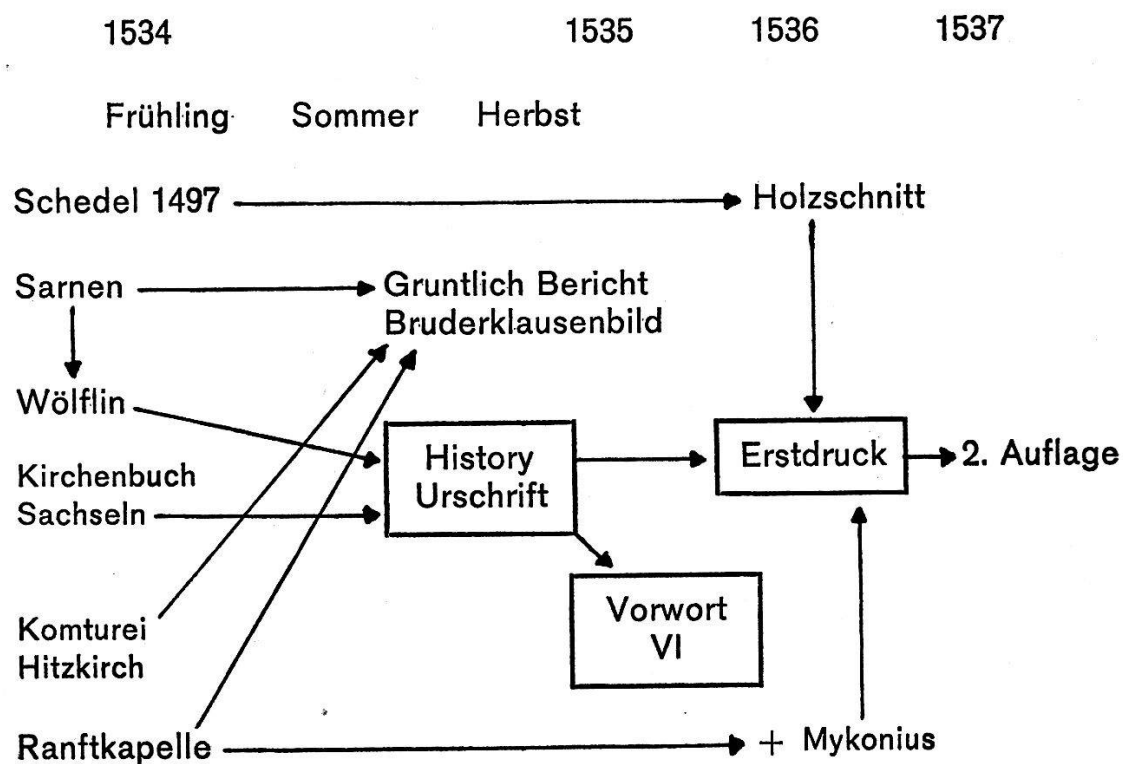 1534 1535 1536 1537
Frühling Sommer Herbst
Schedel 1497 Holzschnitt
Sarnen Gruntlich Bericht
Bruderklausenbild
Wölflin
History
Urschrift
Erstdruck 2. Auflage
Kirchenbuch
Sachseln
Vorwort
VI
Komturei
Hitzkirch
Ranftkapelle + Mykonius